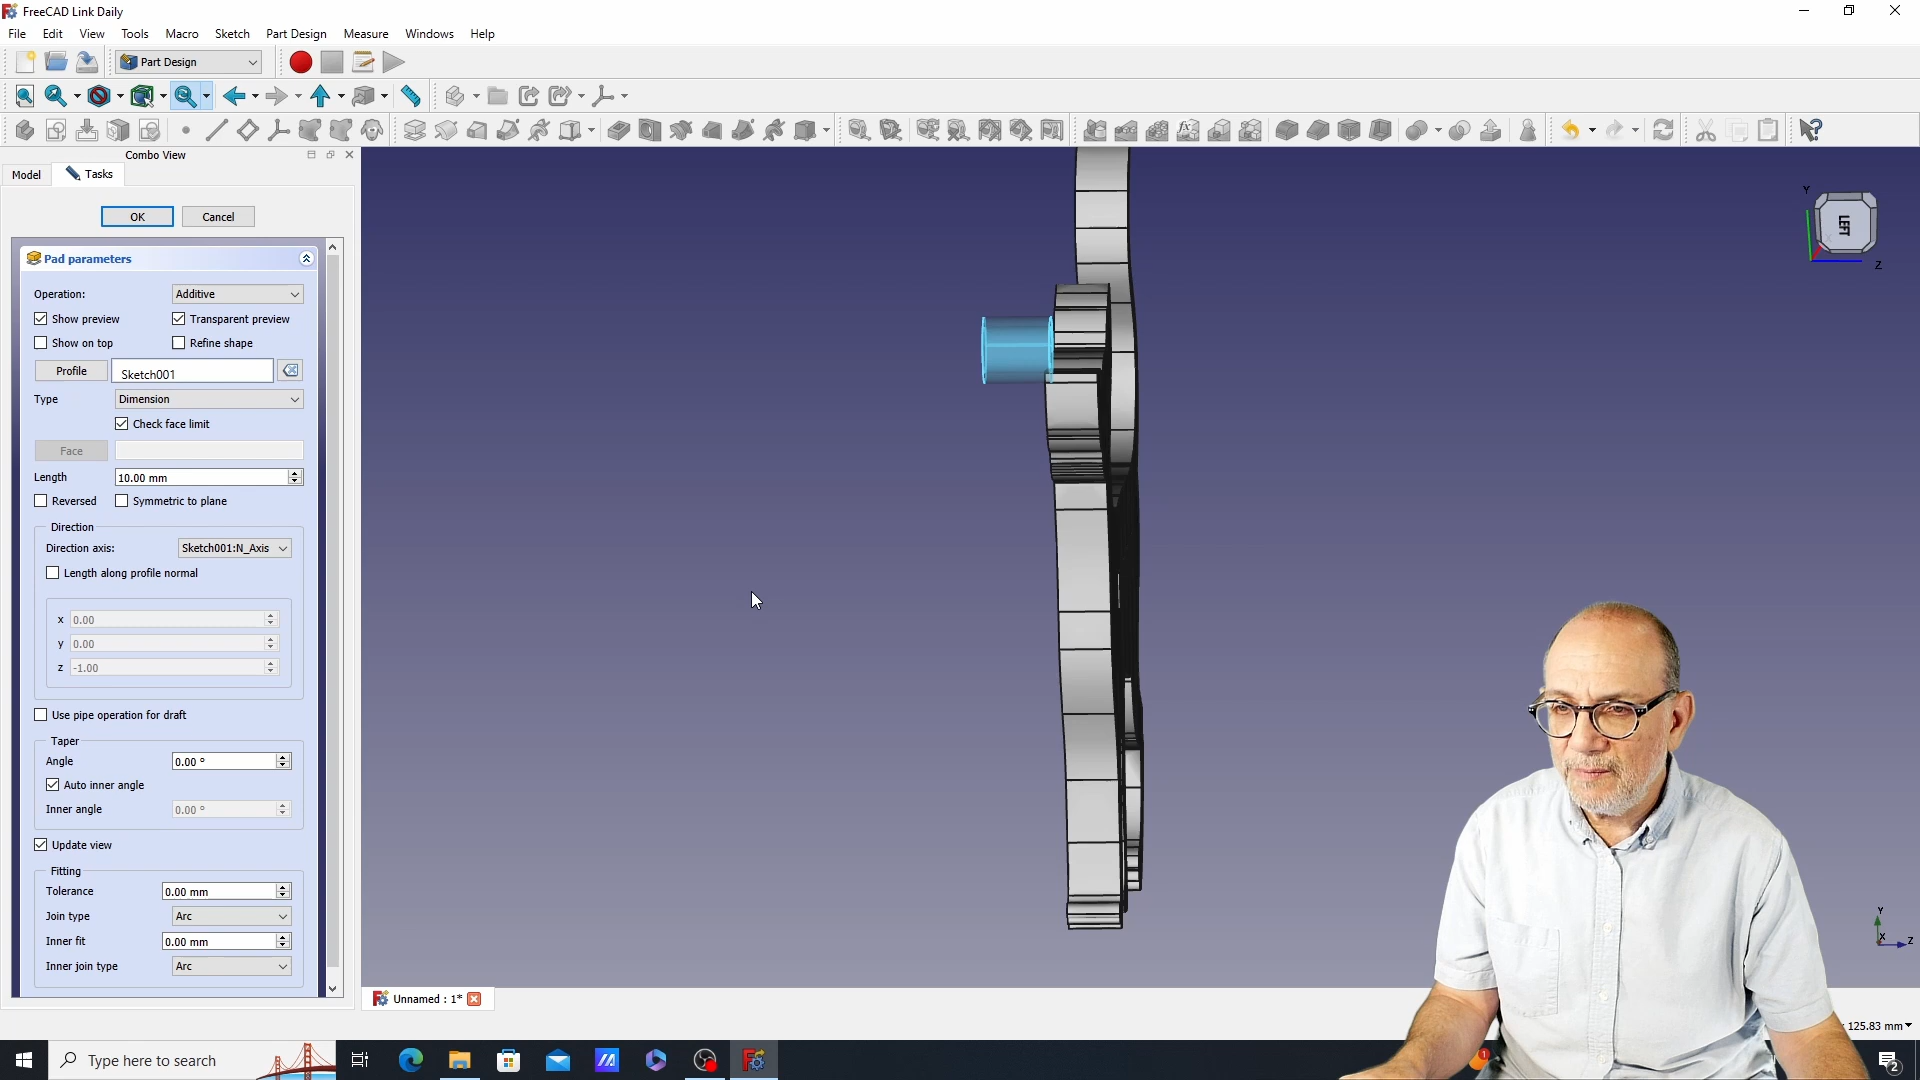 FreeCAD Link Daily
File Edit View Tools Macro Sketch Part Design Measure Windows Help
Part Design
Combo View
Model Tasks
OK Cancel
Pad parameters
Operation: Additive
Show preview Transparent preview
Show on top Refine shape
Profile Sketch001
Type Dimension
Check face limit
Face
Length 10.00 mm
Reversed Symmetric to plane
Direction
Direction axis: Sketch001:N_Axis
Length along profile normal
x 0.00
y 0.00
z -1.00
Use pipe operation for draft
Taper
Angle 0.00 °
Auto inner angle
Inner angle 0.00 °
Update view
Fitting
Tolerance 0.00 mm
Join type Arc
Inner fit 0.00 mm
Inner join type Arc
Y
LEFT
X
Z
Y
X Z
Unnamed : 1*
125.83 mm
Type here to search
1
2